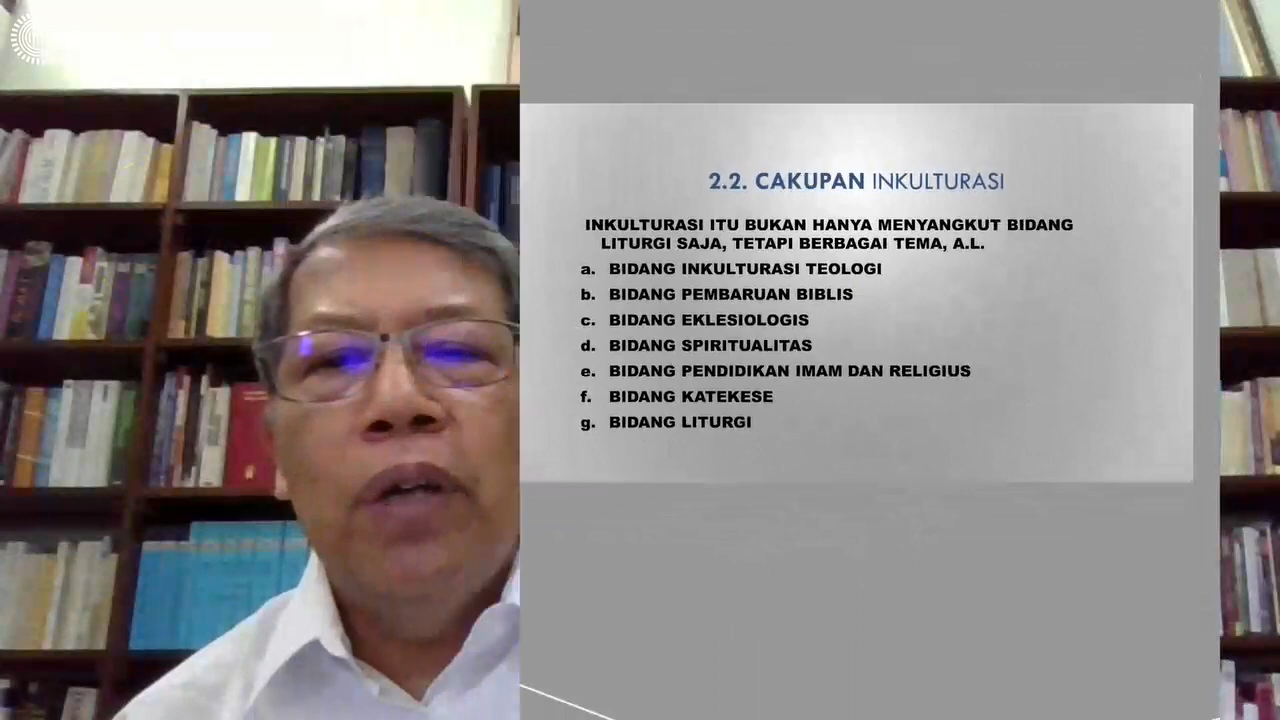 2.2. CAKUPAN INKULTURASI
INKULTURASI ITU BUKAN HANYA MENYANGKUT BIDANG
LITURGI SAJA, TETAPI BERBAGAI TEMA, A.L.
a. BIDANG INKULTURASI TEOLOGI
b. BIDANG PEMBARUAN BIBLIS
c. BIDANG EKLESIOLOGIS
d. BIDANG SPIRITUALITAS
e. BIDANG PENDIDIKAN IMAM DAN RELIGIUS
f. BIDANG KATEKESE
g. BIDANG LITURGI